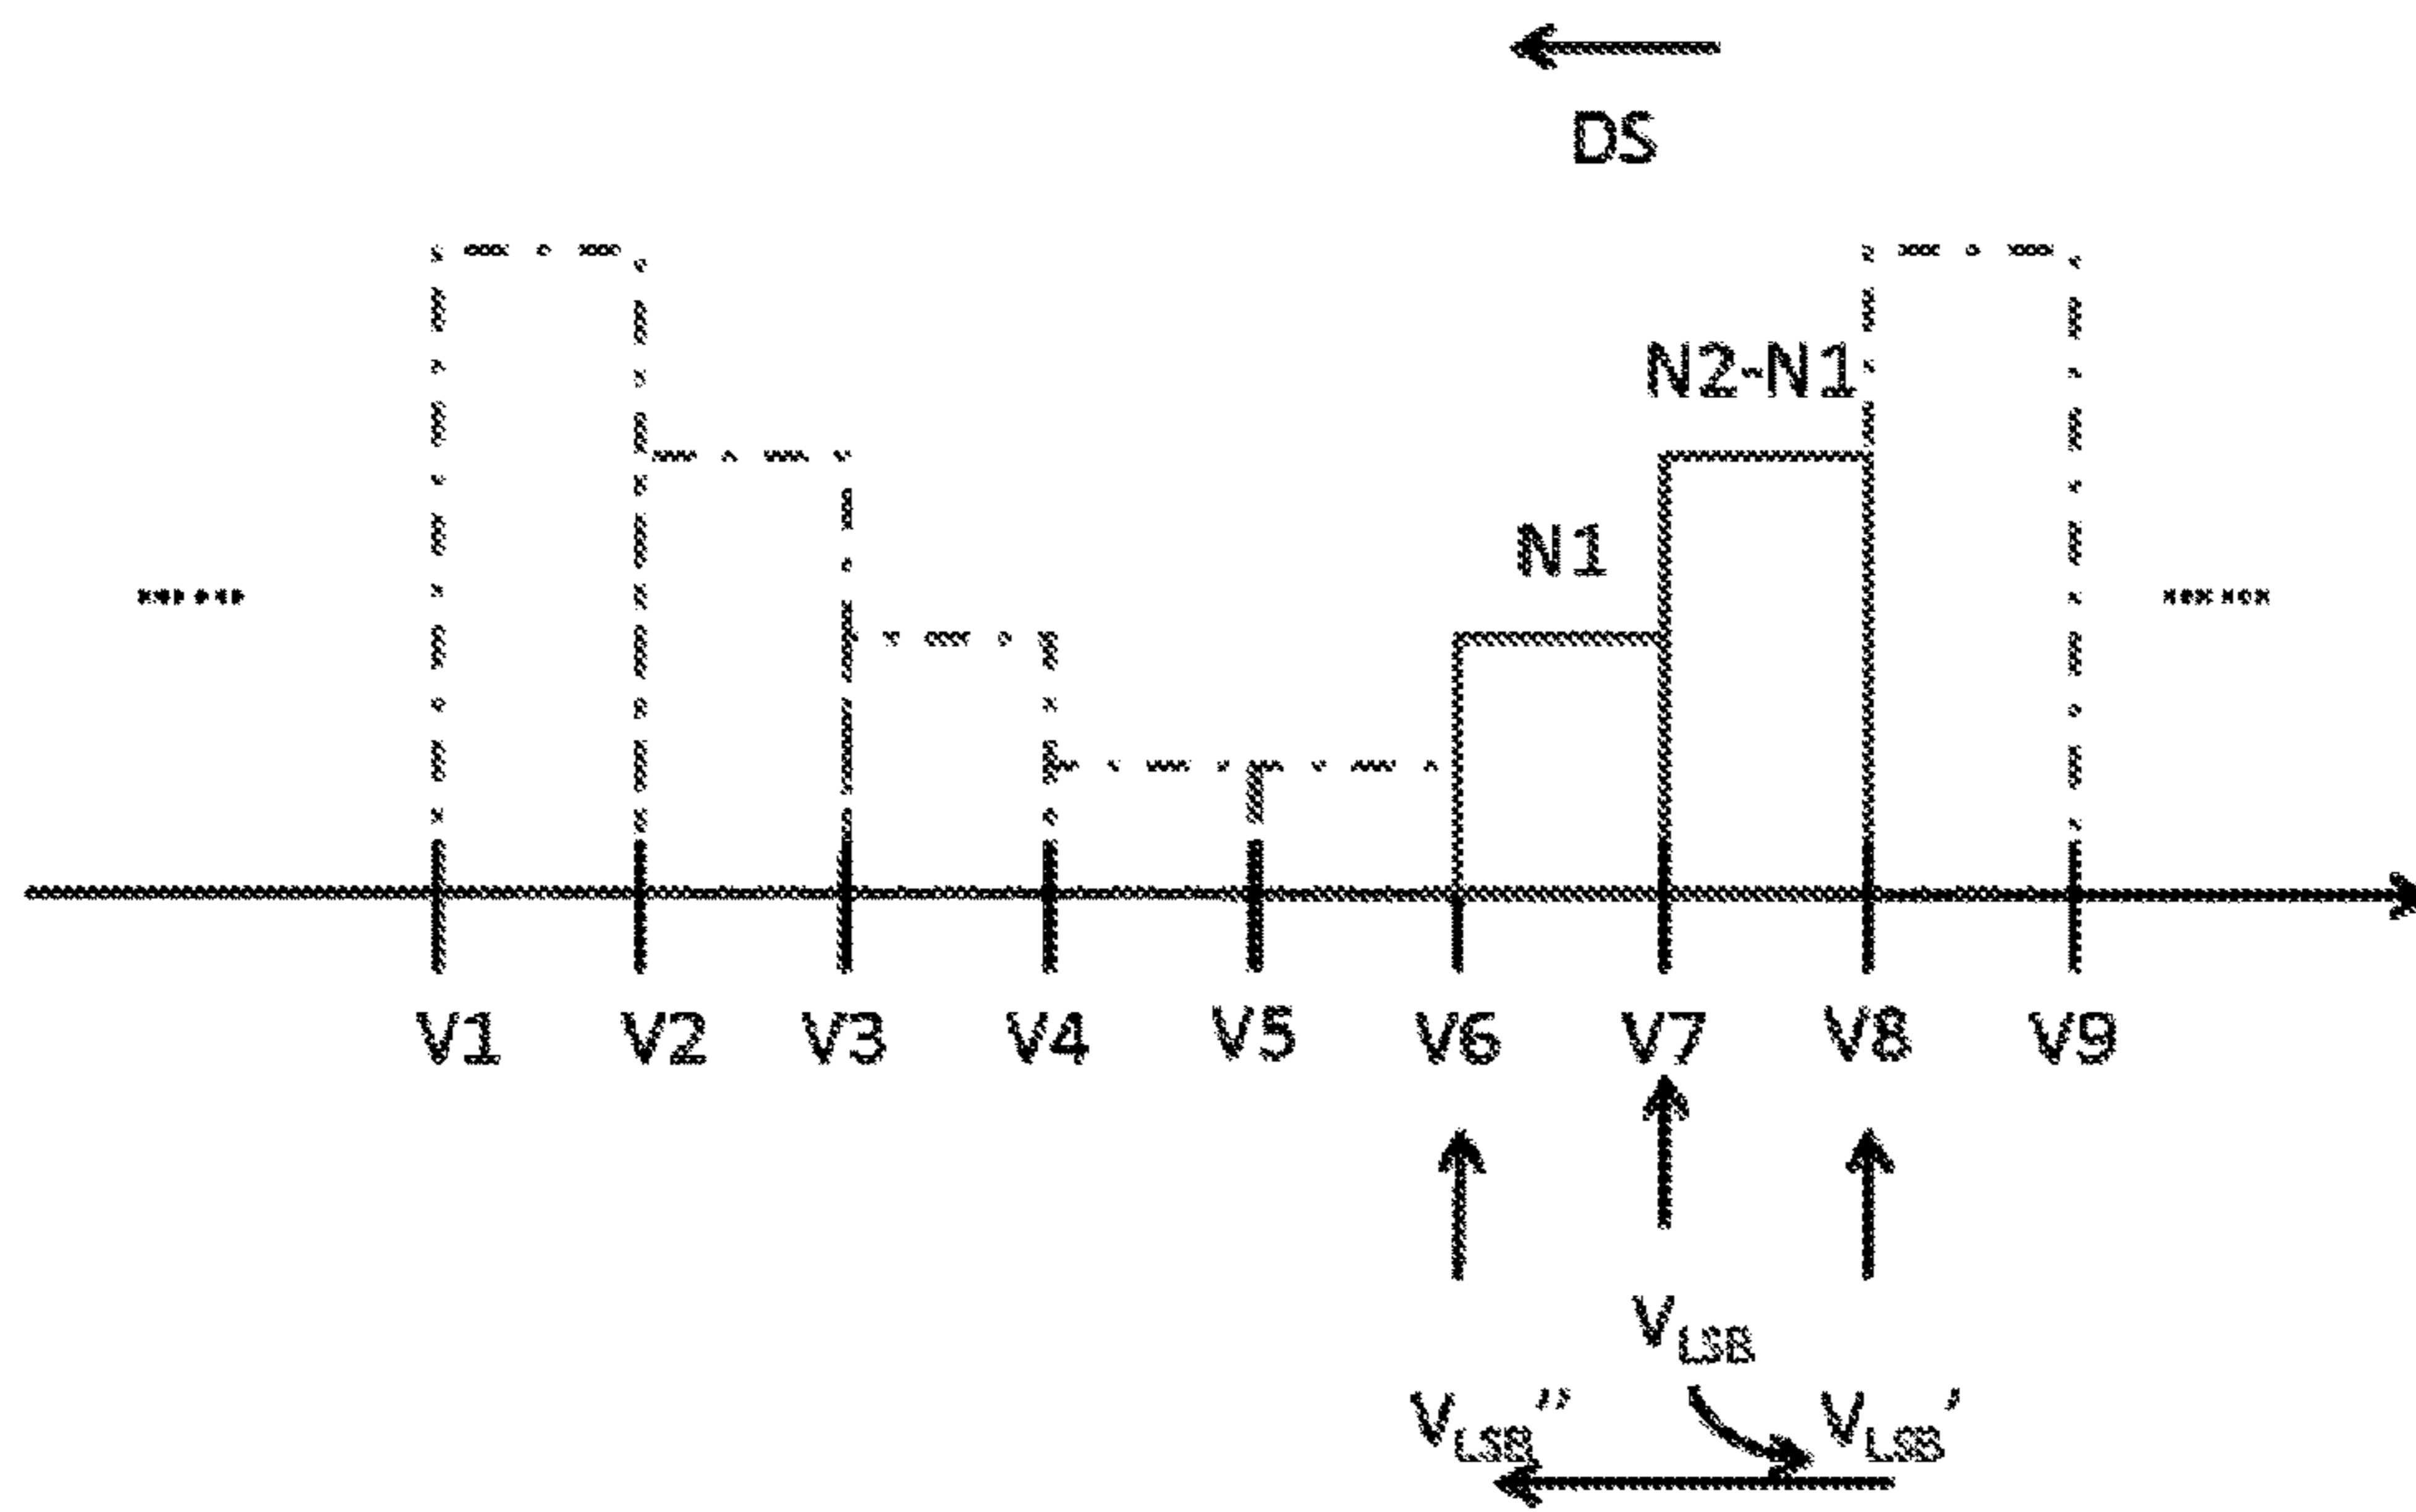 DS
N2-N1
N1
V1 V2 V3 V4 V5 V6 V7 V8 V9
VLSB
VLSB'' VLSB'